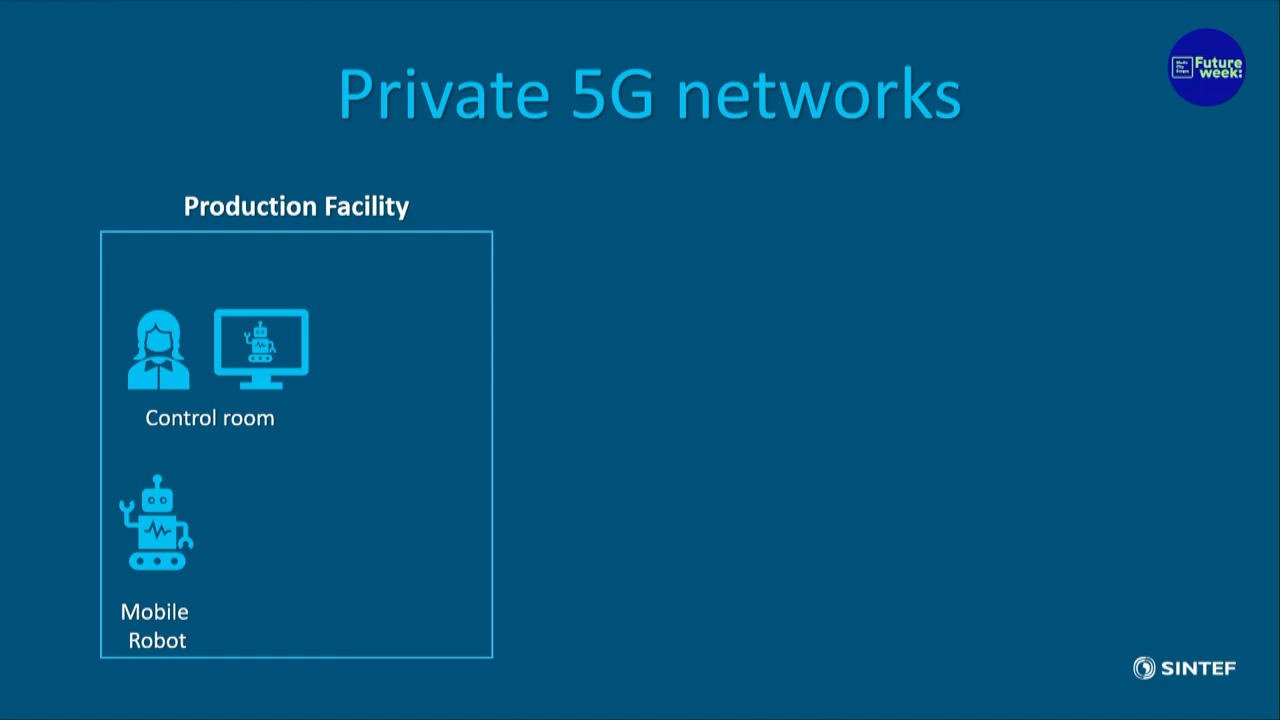 Private 5G networks
Future
week:
Production Facility
Control room
Mobile
Robot
SINTEF